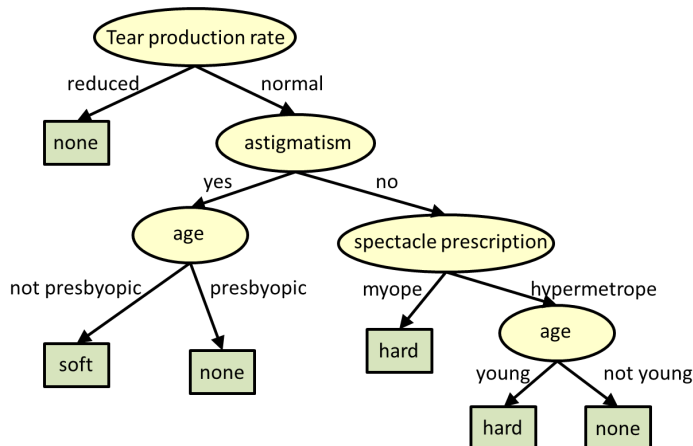 Tear production rate
reduced
normal
none
astigmatism
yes
no
age
spectacle prescription
not presbyopic
presbyopic
myope
hypermetrope
soft
none
hard
age
young
not young
hard
none